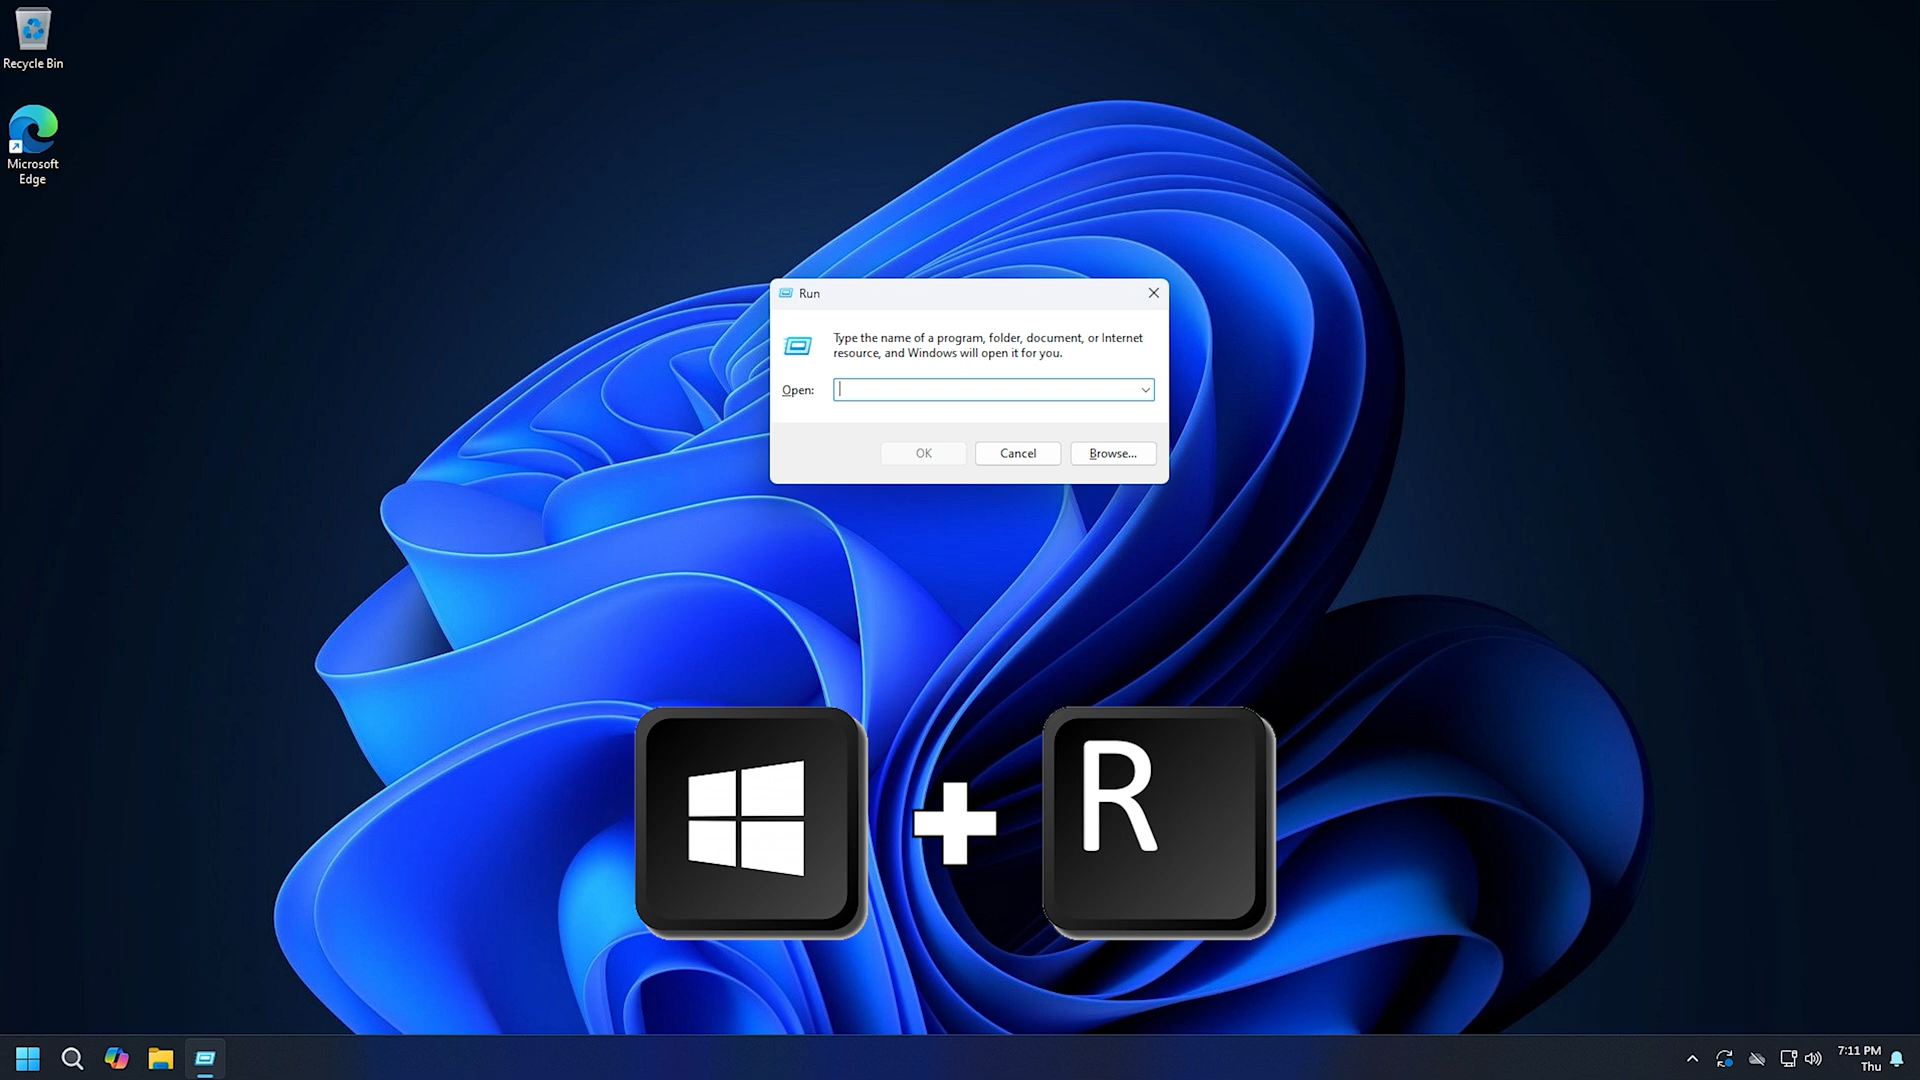 Recycle Bin
Microsoft
Edge
Run
Type the name of a program, folder, document, or Internet
resource, and Windows will open it for you.
Open:
OK
Cancel
Browse...
R
7:11 PM
Thu